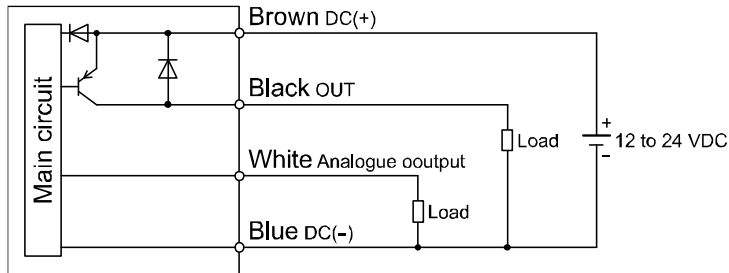 Brown DC(+)
Main circuit
Black OUT
Load
+
12 to 24 VDC
−
White Analogue ooutput
Load
Blue DC(−)